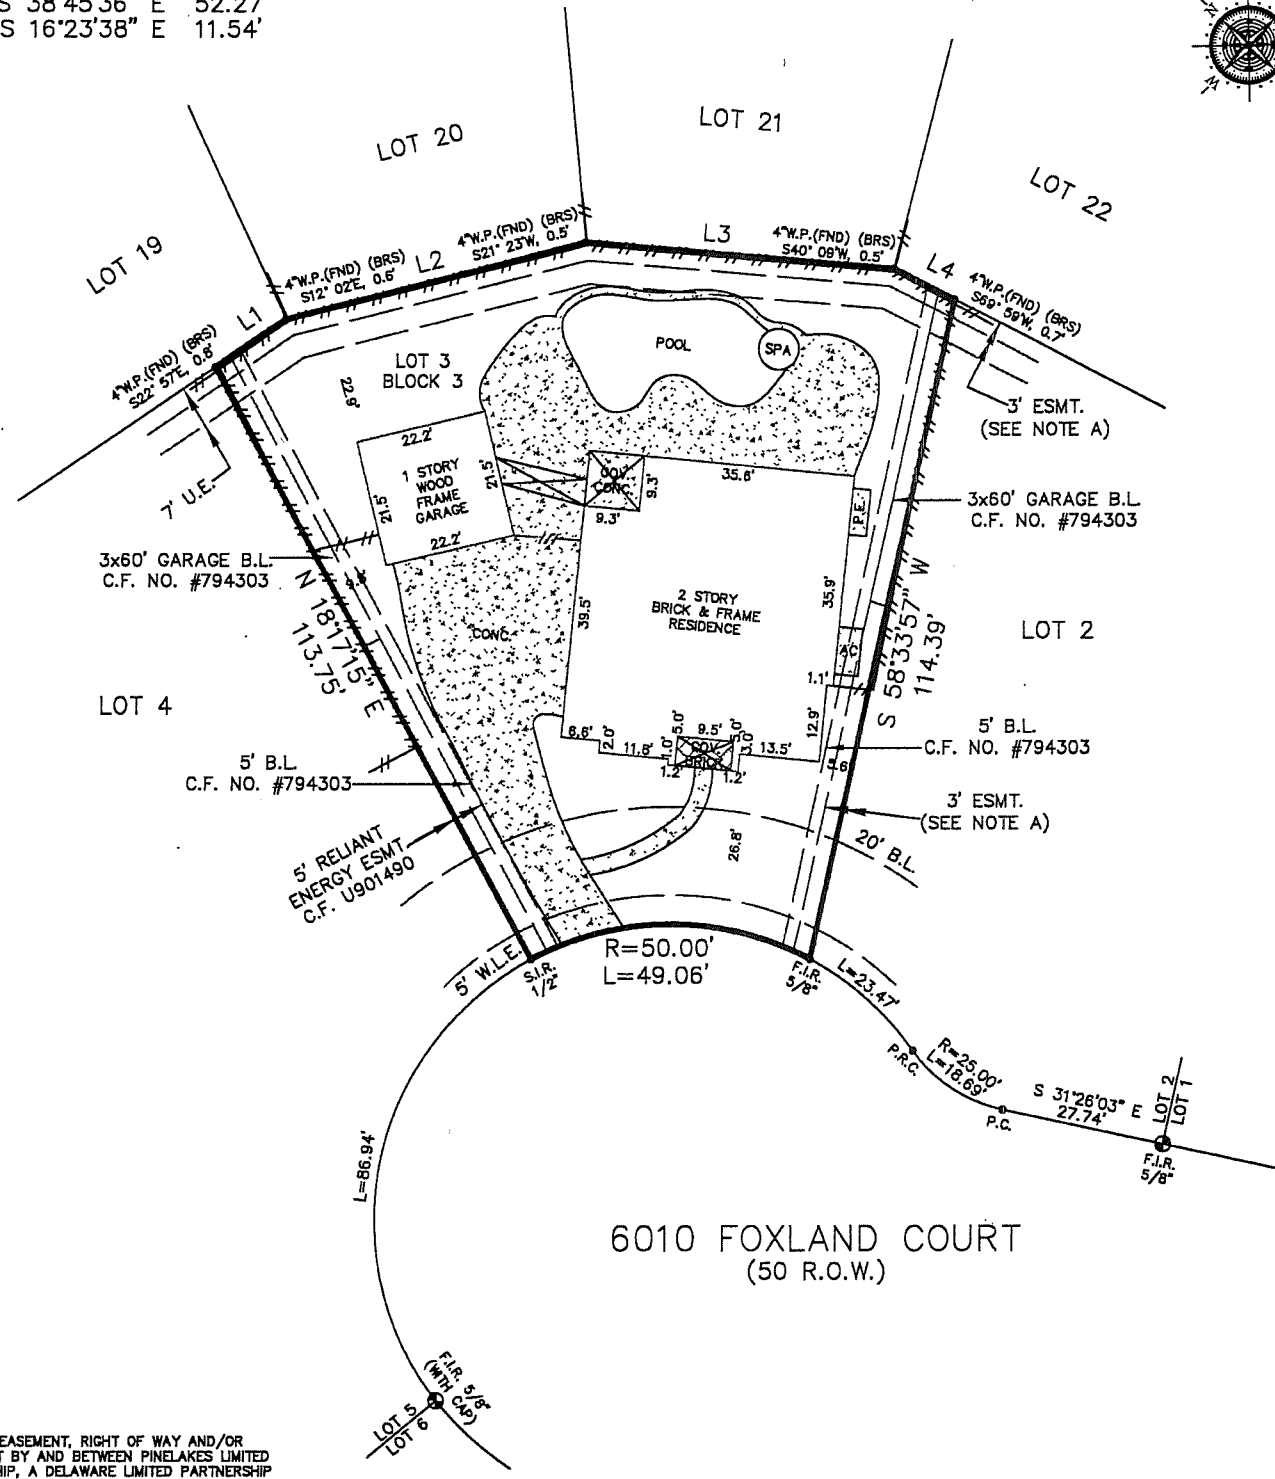 S 38°45'36" E 52.27'
S 16°23'38" E 11.54'
W
LOT 19
LOT 20
LOT 21
LOT 22
L1
L2
L3
L4
4"W.P.(FND) (BRS)
S22° 57'E, 0.8'
4"W.P.(FND) (BRS)
S12° 02'E, 0.6'
4"W.P.(FND) (BRS)
S21° 23'W, 0.5'
4"W.P.(FND) (BRS)
S40° 09'W, 0.5'
4"W.P.(FND) (BRS)
S69° 59'W, 0.7'
LOT 3
BLOCK 3
POOL
SPA
22.9'
22.2'
1 STORY
WOOD
FRAME
GARAGE
21.5'
21.5'
22.2'
COV.
CONC.
9.3'
9.3'
35.6'
P.E.
7' U.E.
3' ESMT.
(SEE NOTE A)
3x60' GARAGE B.L.
C.F. NO. #794303
3x60' GARAGE B.L.
C.F. NO. #794303
N 18°17'15" E
113.75'
S 58°33'57" W
114.39'
CONC.
39.5'
2 STORY
BRICK & FRAME
RESIDENCE
35.9'
AC
1.1'
12.9'
LOT 2
LOT 4
6.6'
2.0'
11.8'
1.0'
5.0'
9.5'
5.0'
3.0'
13.5'
1.2'
COV.
BRICK
1.2'
5' B.L.
C.F. NO. #794303
5' B.L.
C.F. NO. #794303
3' ESMT.
(SEE NOTE A)
5' RELIANT
ENERGY ESMT
C.F. U901490
26.8'
20' B.L.
5' W.L.E.
S.I.R.
1/2"
R=50.00'
L=49.06'
F.I.R.
5/8"
L=23.47'
P.R.C.
R=25.00'
L=18.69'
P.C.
S 31°26'03" E
27.74'
LOT 2
LOT 1
F.I.R.
5/8"
L=86.94'
6010 FOXLAND COURT
(50 R.O.W.)
F.I.R. 5/8"
(WITH CAP)
LOT 5
LOT 6
EASEMENT, RIGHT OF WAY AND/OR
T BY AND BETWEEN PINELAKES LIMITED
HIP, A DELAWARE LIMITED PARTNERSHIP